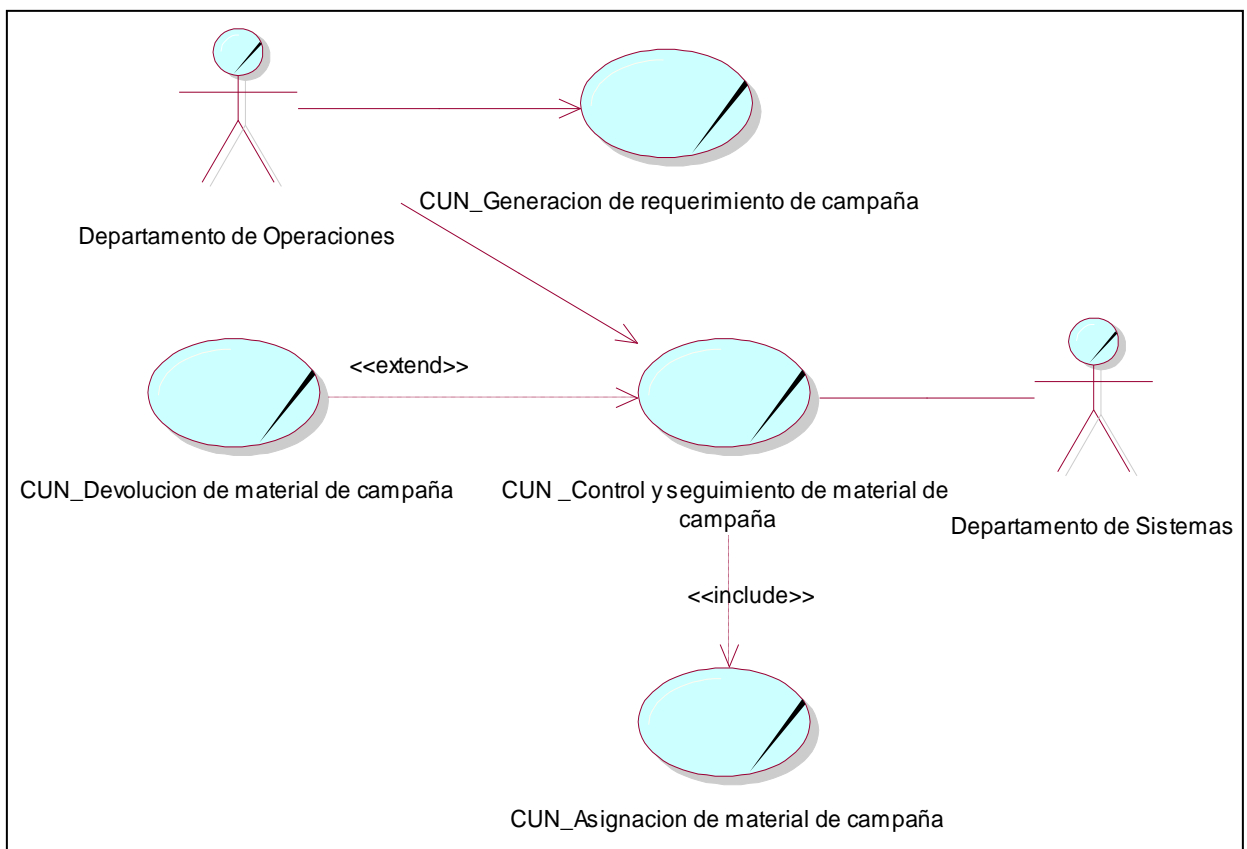 CUN_Generacion de requerimiento de campaña
Departamento de Operaciones
<<extend>>
CUN_Devolucion de material de campaña
CUN _Control y seguimiento de material de
campaña
Departamento de Sistemas
<<include>>
CUN_Asignacion de material de campaña